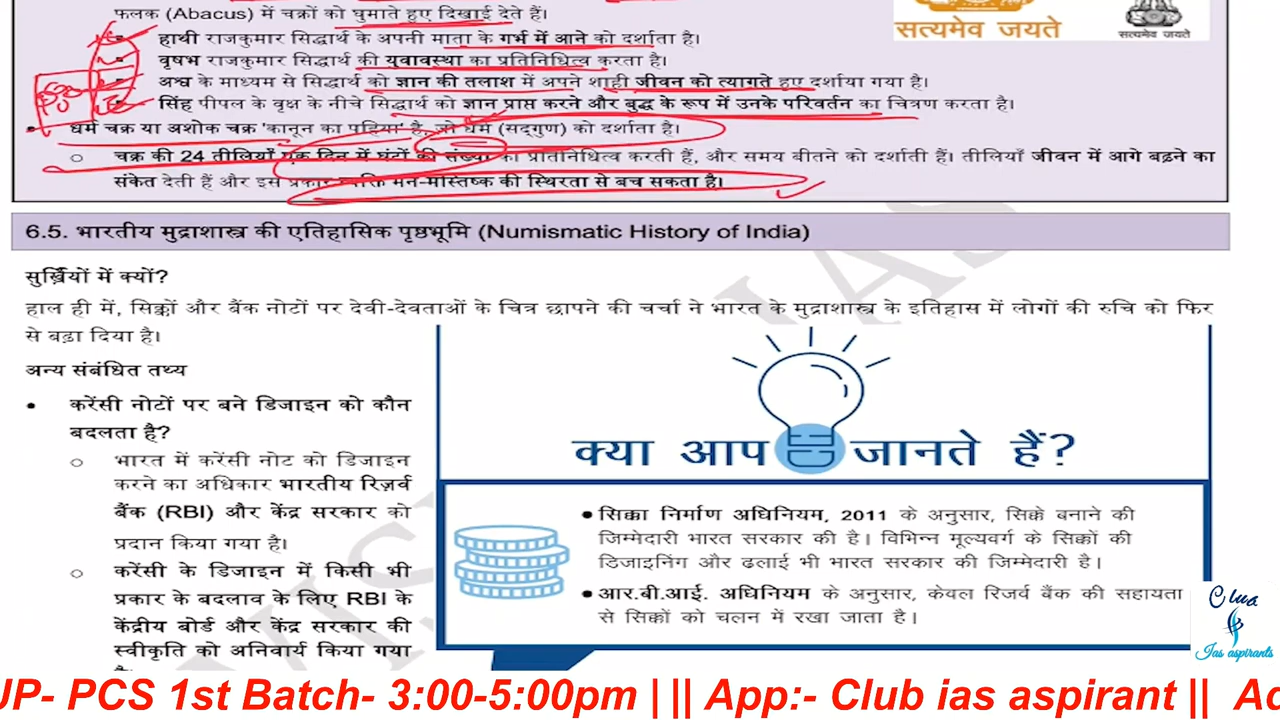 फलक (Abacus) में चक्रों को घुमाते हुए दिखाई देते हैं।
सत्यमेव जयते
सत्यमेव जयते
हाथी राजकुमार सिद्धार्थ के अपनी माता के गर्भ में आने को दर्शाता है।
वृषभ राजकुमार सिद्धार्थ की युवावस्था का प्रतिनिधित्व करता है।
अश्व के माध्यम से सिद्धार्थ को ज्ञान की तलाश में अपने शाही जीवन को त्यागते हुए दर्शाया गया है।
सिंह पीपल के वृक्ष के नीचे सिद्धार्थ को ज्ञान प्राप्त करने और बुद्ध के रूप में उनके परिवर्तन का चित्रण करता है।
• धर्म चक्र या अशोक चक्र 'कानून का पहिया' है, जो धर्म (सद्गुण) को दर्शाता है।
○ चक्र की 24 तीलियाँ एक दिन में घंटों की संख्या का प्रतिनिधित्व करती हैं, और समय बीतने को दर्शाती हैं। तीलियाँ जीवन में आगे बढ़ने का
संकेत देती हैं और इस प्रकार व्यक्ति मन-मस्तिष्क की स्थिरता से बच सकता है।
6.5. भारतीय मुद्राशास्त्र की एतिहासिक पृष्ठभूमि (Numismatic History of India)
सुर्ख़ियों में क्यों?
हाल ही में, सिक्कों और बैंक नोटों पर देवी-देवताओं के चित्र छापने की चर्चा ने भारत के मुद्राशास्त्र के इतिहास में लोगों की रुचि को फिर
से बढ़ा दिया है।
अन्य संबंधित तथ्य
• करेंसी नोटों पर बने डिजाइन को कौन
बदलता है?
○ भारत में करेंसी नोट को डिजाइन
करने का अधिकार भारतीय रिज़र्व
बैंक (RBI) और केंद्र सरकार को
प्रदान किया गया है।
○ करेंसी के डिजाइन में किसी भी
प्रकार के बदलाव के लिए RBI के
केंद्रीय बोर्ड और केंद्र सरकार की
स्वीकृति को अनिवार्य किया गया
क्या आप जानते हैं?
• सिक्का निर्माण अधिनियम, 2011 के अनुसार, सिक्के बनाने की
जिम्मेदारी भारत सरकार की है। विभिन्न मूल्यवर्ग के सिक्कों की
डिजाइनिंग और ढलाई भी भारत सरकार की जिम्मेदारी है।
• आर.बी.आई. अधिनियम के अनुसार, केवल रिजर्व बैंक की सहायता
से सिक्कों को चलन में रखा जाता है।
Club
Ias aspirants
UP- PCS 1st Batch- 3:00-5:00pm | || App:- Club ias aspirant || Ac